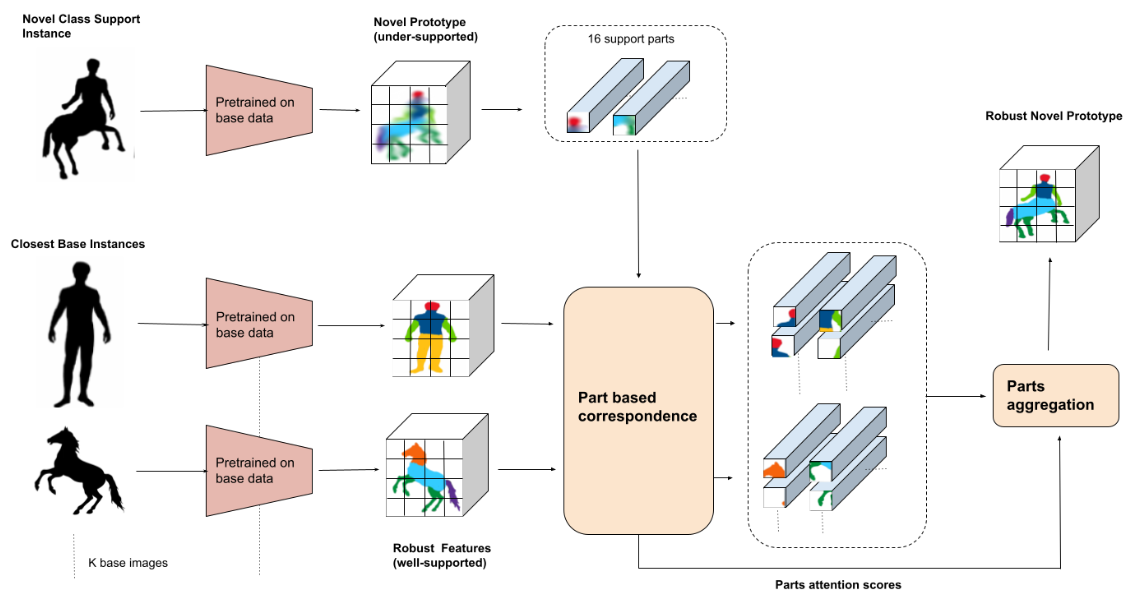 Novel Class Support
Instance
Novel Prototype
(under-supported)
16 support parts
Pretrained on
base data
Robust Novel Prototype
Closest Base Instances
Pretrained on
base data
Part based
correspondence
Parts
aggregation
Pretrained on
base data
Robust Features
(well-supported)
K base images
Parts attention scores